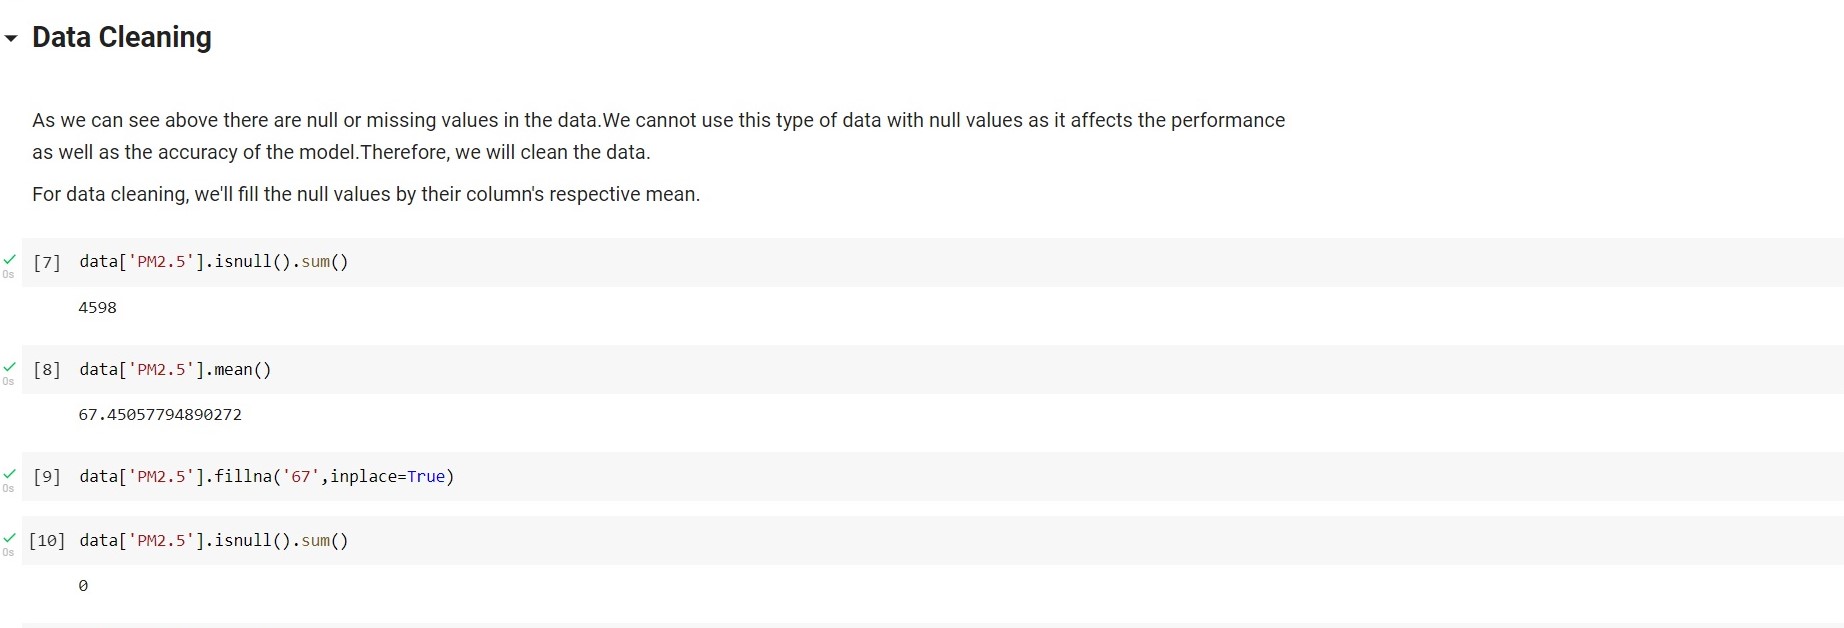 Data Cleaning
As we can see above there are null or missing values in the data.We cannot use this type of data with null values as it affects the performance
as well as the accuracy of the model.Therefore, we will clean the data.
For data cleaning, we'll fill the null values by their column's respective mean.
[7] data['PM2.5'].isnull().sum()
0s
4598
[8] data['PM2.5'].mean()
0s
67.45057794890272
[9] data['PM2.5'].fillna('67',inplace=True)
0s
[10] data['PM2.5'].isnull().sum()
0s
0